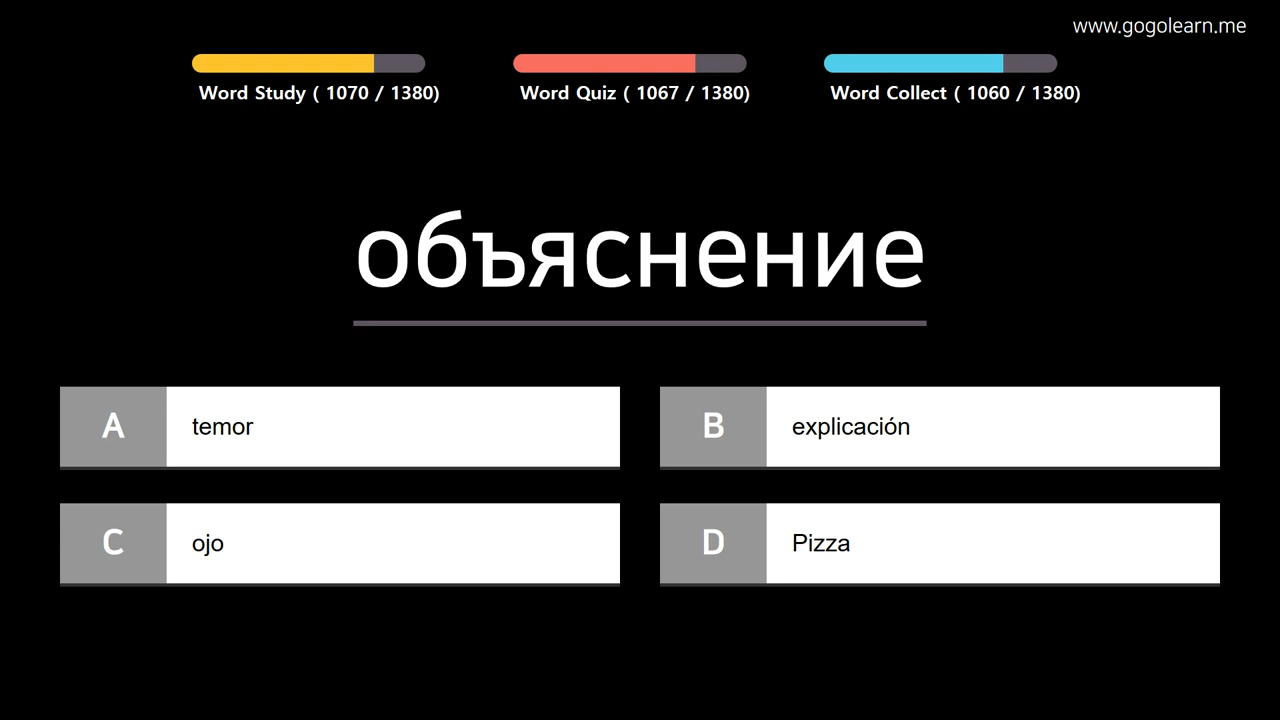 www.gogolearn.me
Word Study ( 1070 / 1380)
Word Quiz ( 1067 / 1380)
Word Collect ( 1060 / 1380)
объяснение
A temor
B explicación
C ojo
D Pizza